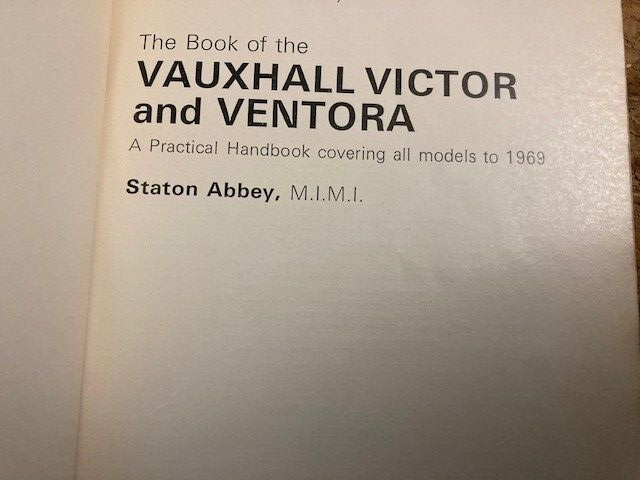 The Book of the
VAUXHALL VICTOR
and VENTORA
A Practical Handbook covering all models to 1969
Staton Abbey, M.I.M.I.